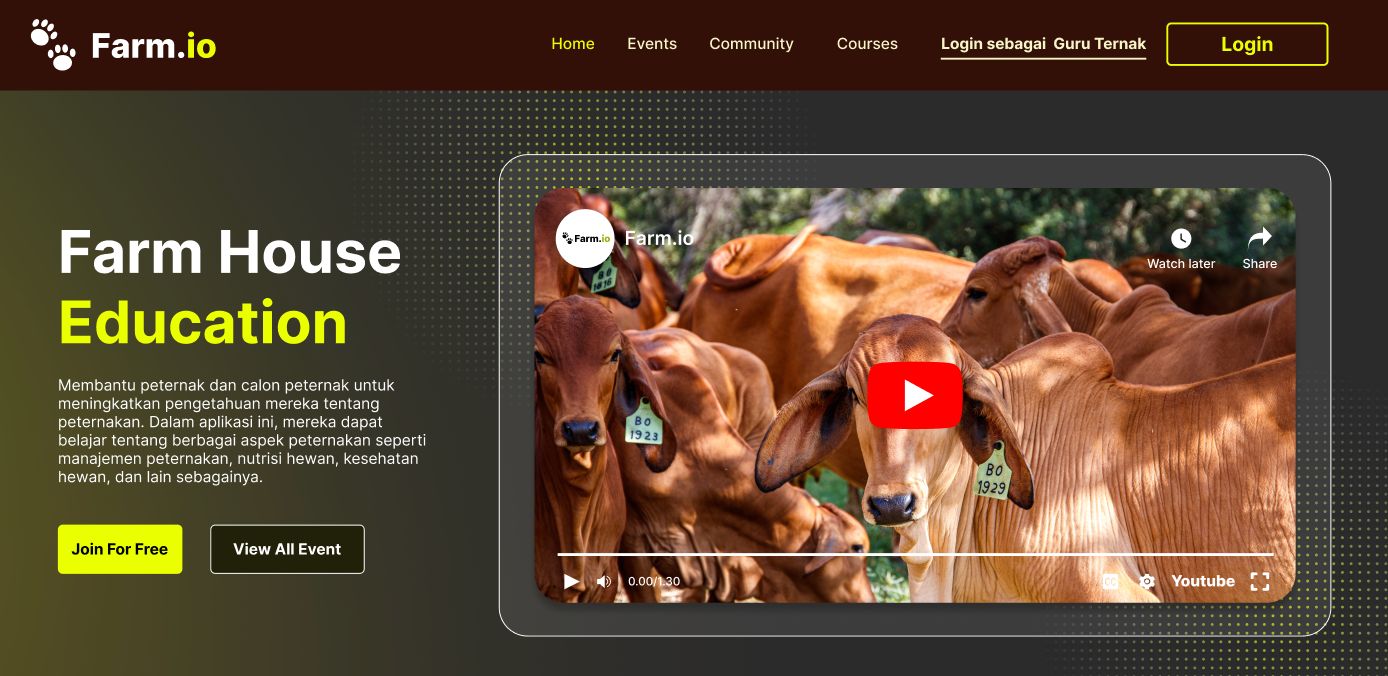 Farm.io
Home Events Community Courses Login sebagai Guru Ternak Login
Farm House
Education
Membantu peternak dan calon peternak untuk
meningkatkan pengetahuan mereka tentang
peternakan. Dalam aplikasi ini, mereka dapat
belajar tentang berbagai aspek peternakan seperti
manajemen peternakan, nutrisi hewan, kesehatan
hewan, dan lain sebagainya.
Join For Free View All Event
Farm.io Farm.io
Watch later Share
BO
1923
BO
1929
0.00/1.30 CC Youtube